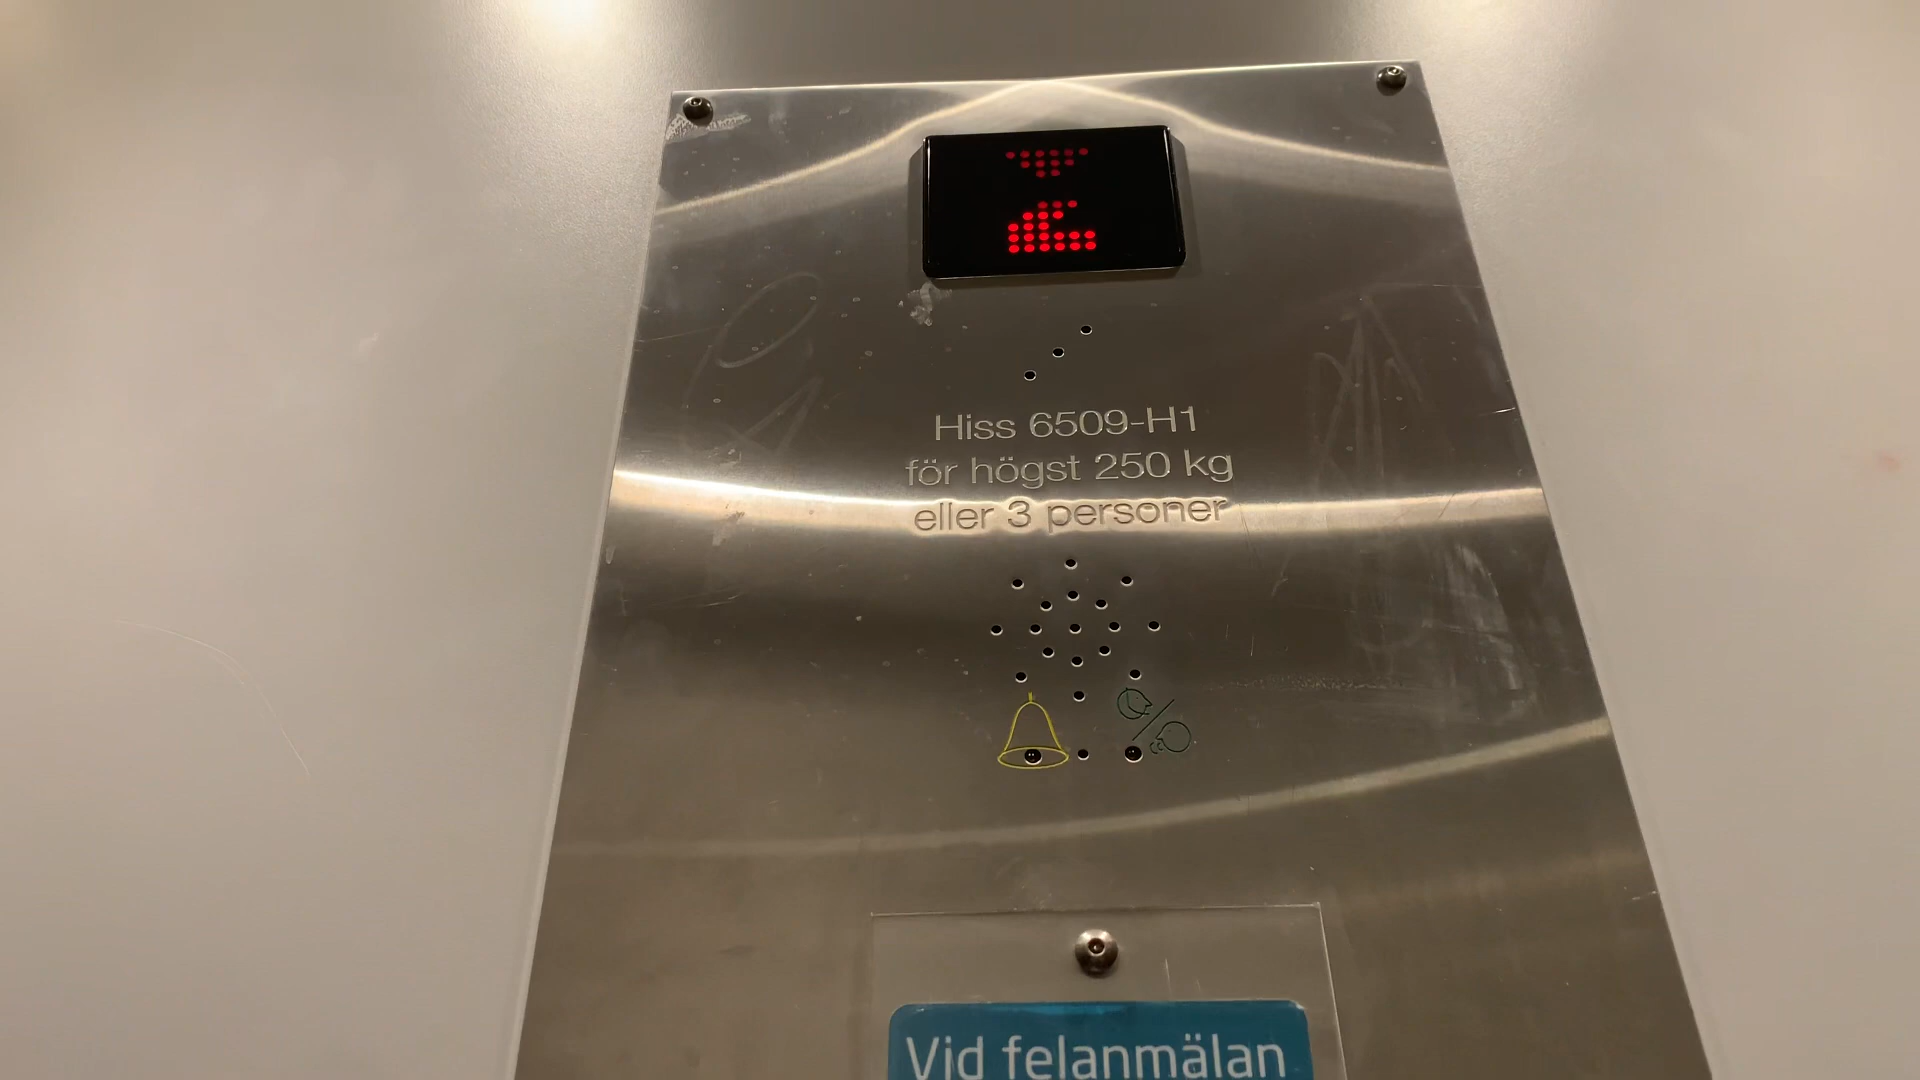 Hiss 6509-H1
för högst 250 kg
eller 3 personer
Vid felanmälan